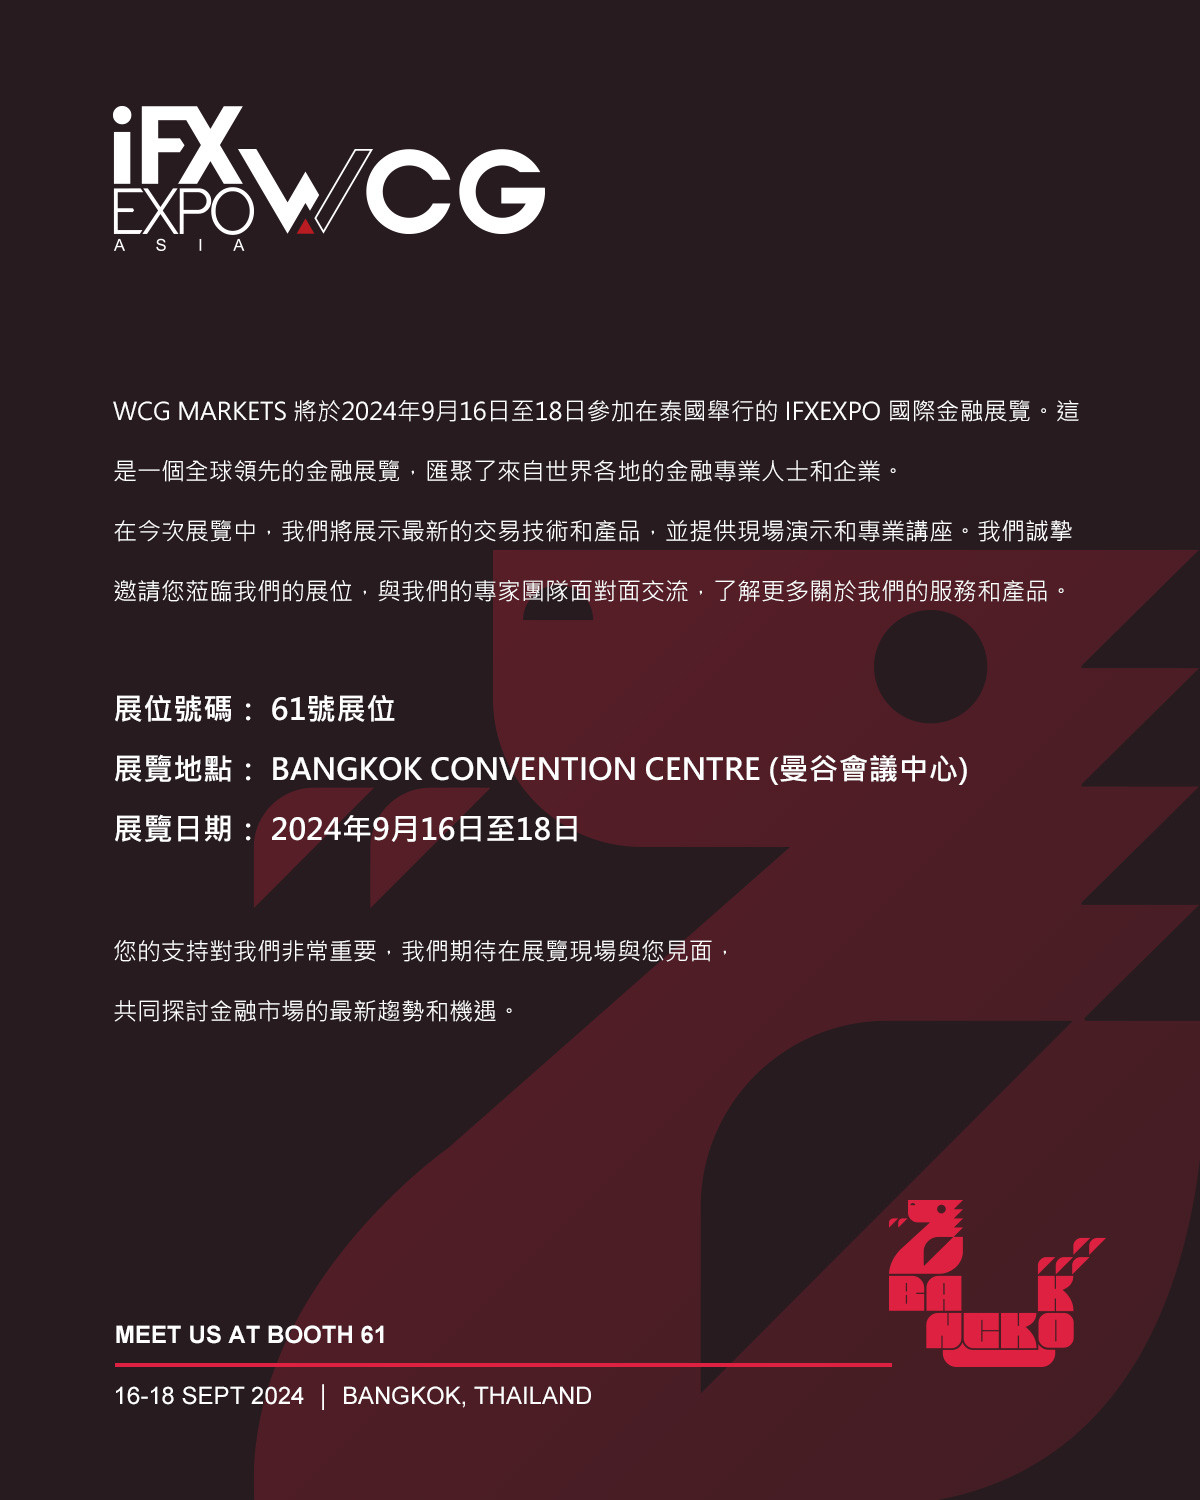 iFX
EXPO
ASIA
WCG
WCG MARKETS 將於2024年9月16日至18日參加在泰國舉行的 IFXEXPO 國際金融展覽。這
是一個全球領先的金融展覽，匯聚了來自世界各地的金融專業人士和企業。
在今次展覽中，我們將展示最新的交易技術和產品，並提供現場演示和專業講座。我們誠摯
邀請您蒞臨我們的展位，與我們的專家團隊面對面交流，了解更多關於我們的服務和產品。
展位號碼： 61號展位
展覽地點： BANGKOK CONVENTION CENTRE (曼谷會議中心)
展覽日期： 2024年9月16日至18日
您的支持對我們非常重要，我們期待在展覽現場與您見面，
共同探討金融市場的最新趨勢和機遇。
BA K
NGKO
MEET US AT BOOTH 61
16-18 SEPT 2024 | BANGKOK, THAILAND